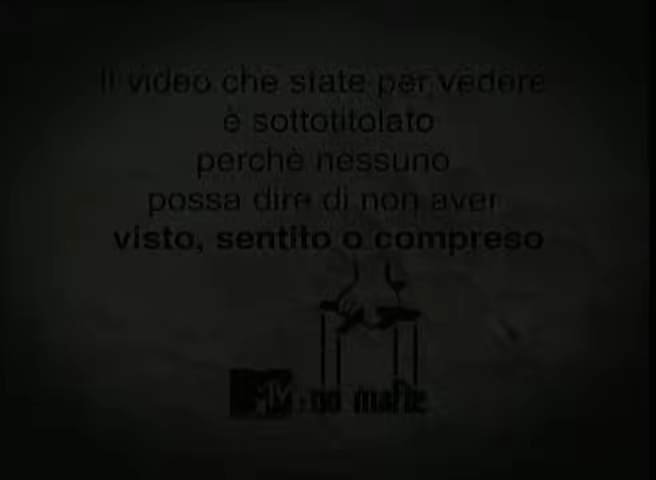 Il video che state per vedere
è sottotitolato
perchè nessuno
possa dire di non aver
visto, sentito o compreso
MTV : no mafie